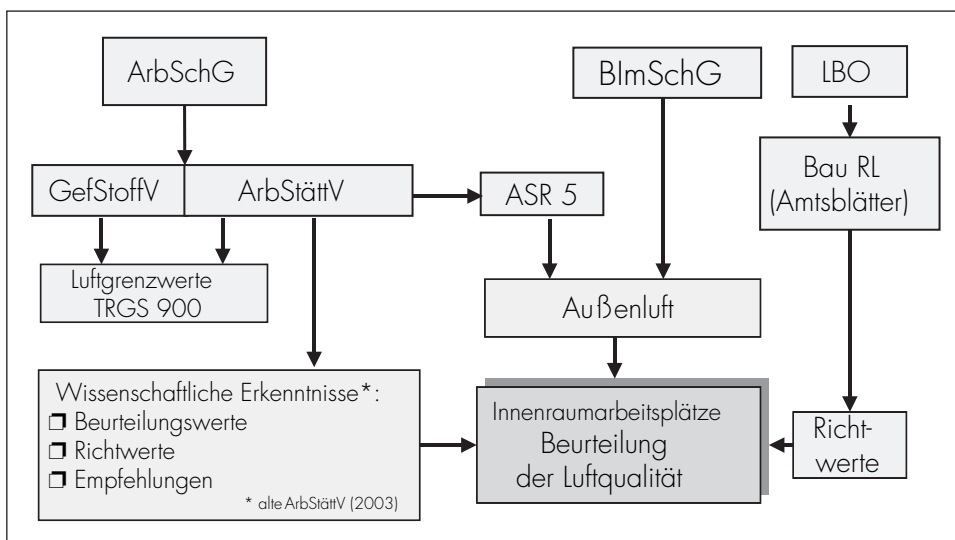 ArbSchG
BImSchG
LBO
GefStoffV
ArbStättV
ASR 5
Bau RL
(Amtsblätter)
Luftgrenzwerte
TRGS 900
Außenluft
Wissenschaftliche Erkenntnisse*:
❐ Beurteilungswerte
❐ Richtwerte
❐ Empfehlungen
* alte ArbStättV (2003)
Innenraumarbeitsplätze
Beurteilung
der Luftqualität
Richt-
werte